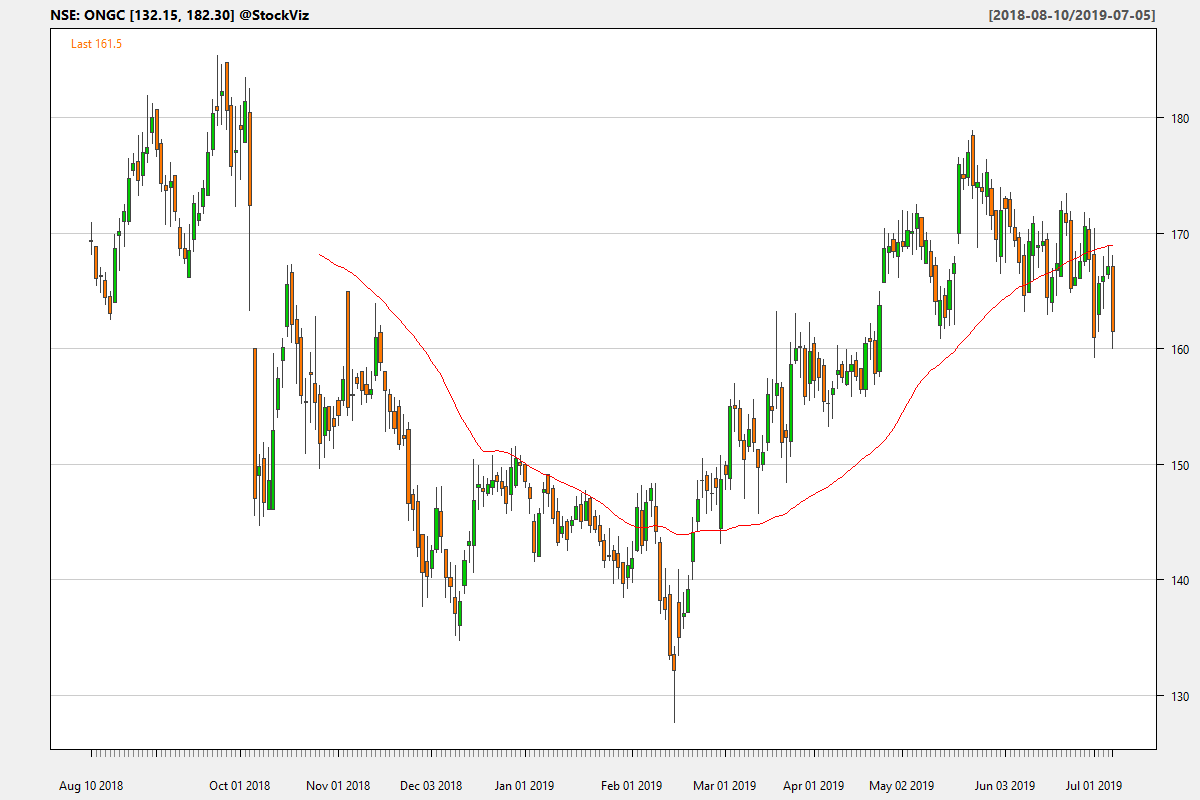 NSE: ONGC [132.15, 182.30] @StockViz [2018-08-10/2019-07-05]
Last 161.5
180
170
160
150
140
130
Aug 10 2018 Oct 01 2018 Nov 01 2018 Dec 03 2018 Jan 01 2019 Feb 01 2019 Mar 01 2019 Apr 01 2019 May 02 2019 Jun 03 2019 Jul 01 2019